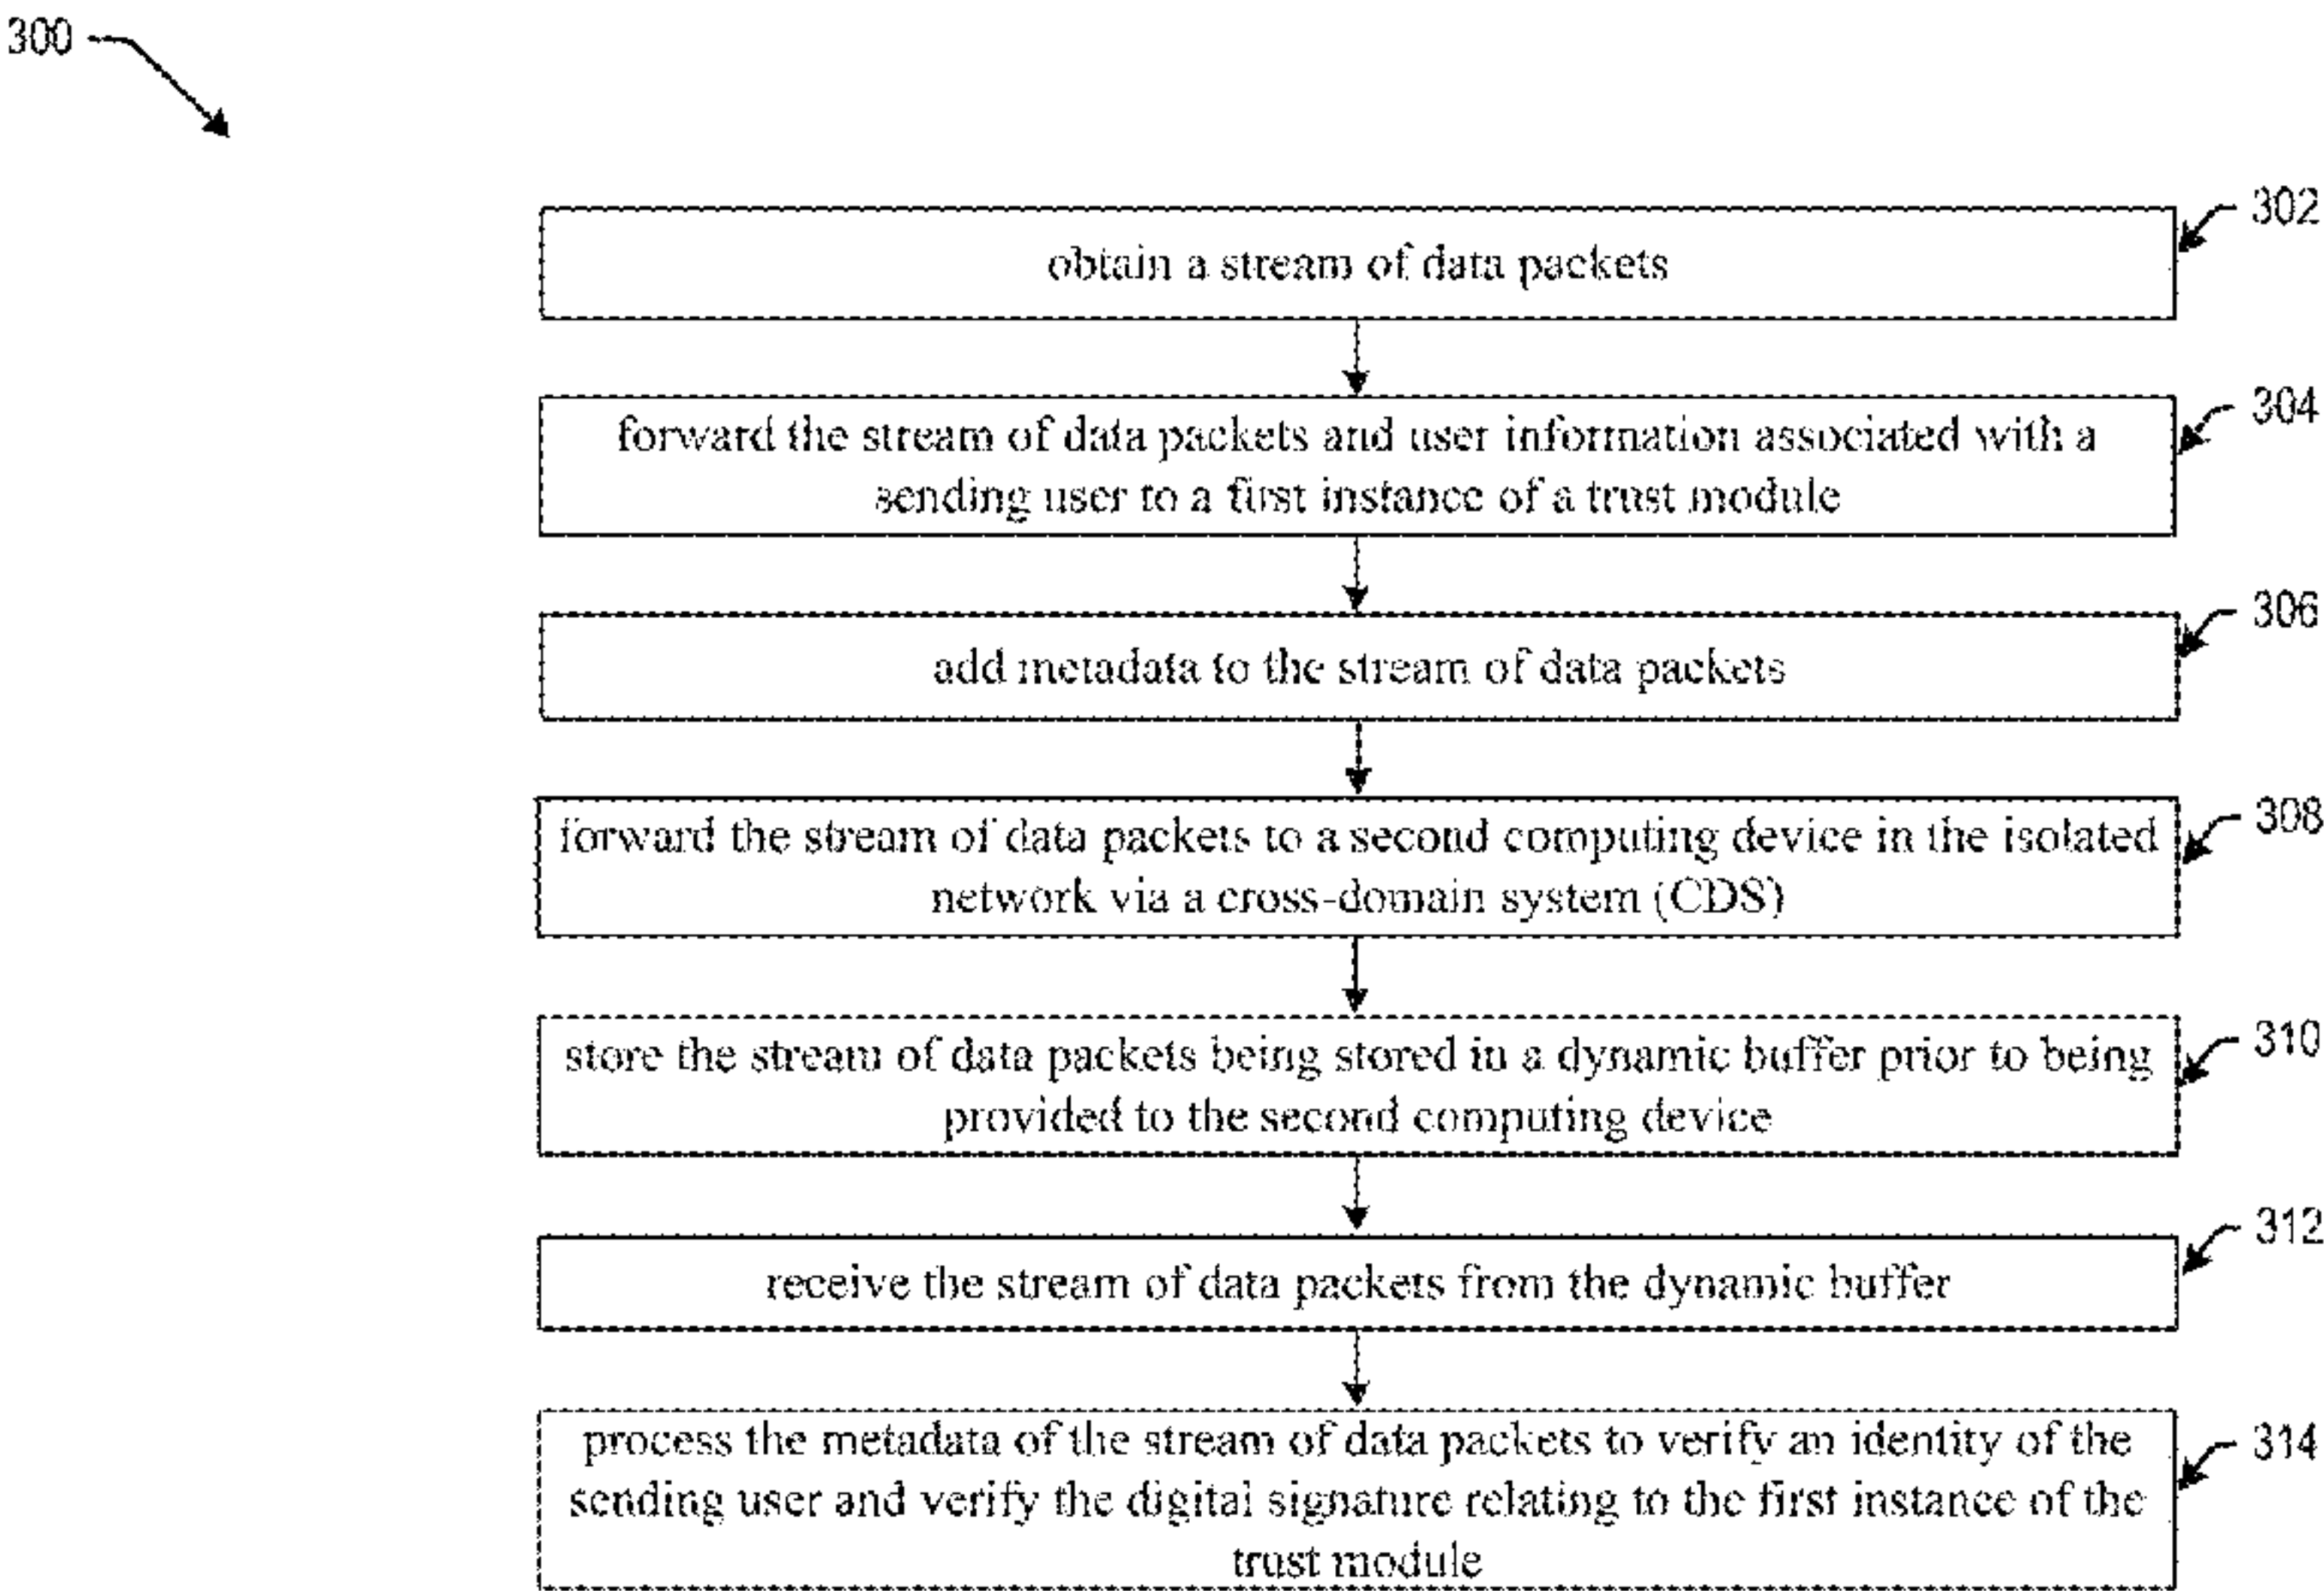 300
302
obtain a stream of data packets
304
forward the stream of data packets and user information associated with a
sending user to a first instance of a trust module
306
add metadata to the stream of data packets
308
forward the stream of data packets to a second computing device in the isolated
network via a cross-domain system (CDS)
310
store the stream of data packets being stored in a dynamic buffer prior to being
provided to the second computing device
312
receive the stream of data packets from the dynamic buffer
314
process the metadata of the stream of data packets to verify an identity of the
sending user and verify the digital signature relating to the first instance of the
trust module